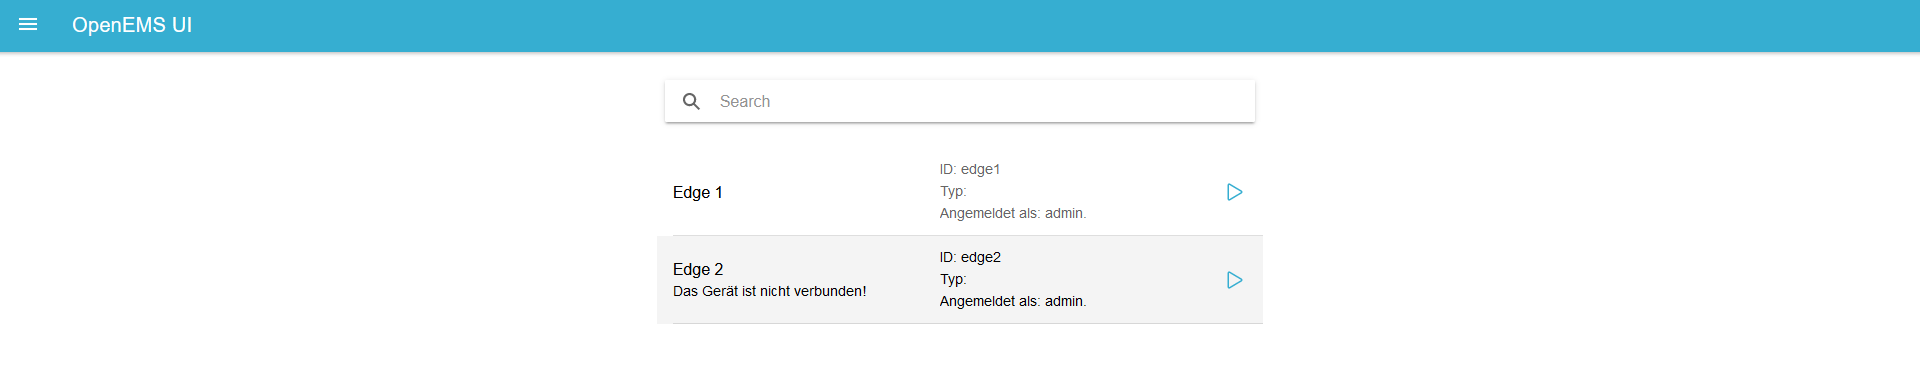 OpenEMS UI
Search
Edge 1
ID: edge1
Typ:
Angemeldet als: admin.
Edge 2
Das Gerät ist nicht verbunden!
ID: edge2
Typ:
Angemeldet als: admin.